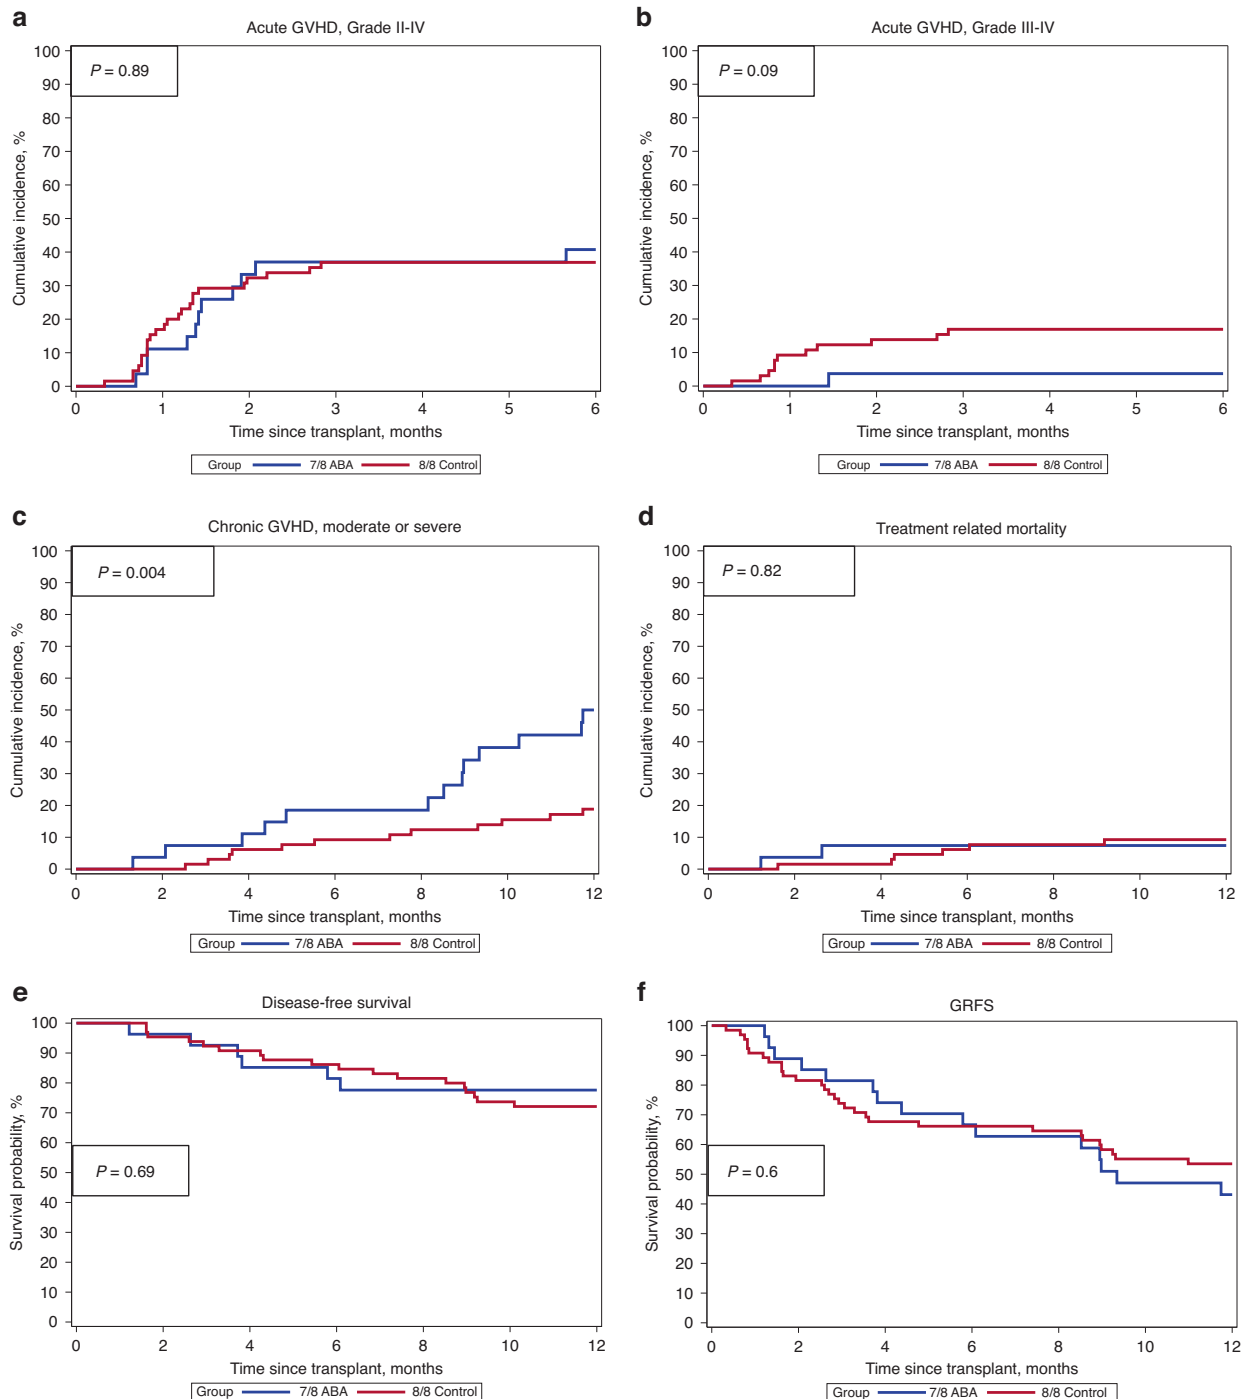 a
Acute GVHD, Grade II-IV
P = 0.89
Cumulative incidence, %
100
90
80
70
60
50
40
30
20
10
0
0 1 2 3 4 5 6
Time since transplant, months
Group 7/8 ABA 8/8 Control
b
Acute GVHD, Grade III-IV
P = 0.09
Cumulative incidence, %
100
90
80
70
60
50
40
30
20
10
0
0 1 2 3 4 5 6
Time since transplant, months
Group 7/8 ABA 8/8 Control
c
Chronic GVHD, moderate or severe
P = 0.004
Cumulative incidence, %
100
90
80
70
60
50
40
30
20
10
0
0 2 4 6 8 10 12
Time since transplant, months
Group 7/8 ABA 8/8 Control
d
Treatment related mortality
P = 0.82
Cumulative incidence, %
100
90
80
70
60
50
40
30
20
10
0
0 2 4 6 8 10 12
Time since transplant, months
Group 7/8 ABA 8/8 Control
e
Disease-free survival
P = 0.69
Survival probability, %
100
90
80
70
60
50
40
30
20
10
0
0 2 4 6 8 10 12
Time since transplant, months
Group 7/8 ABA 8/8 Control
f
GRFS
P = 0.6
Survival probability, %
100
90
80
70
60
50
40
30
20
10
0
0 2 4 6 8 10 12
Time since transplant, months
Group 7/8 ABA 8/8 Control